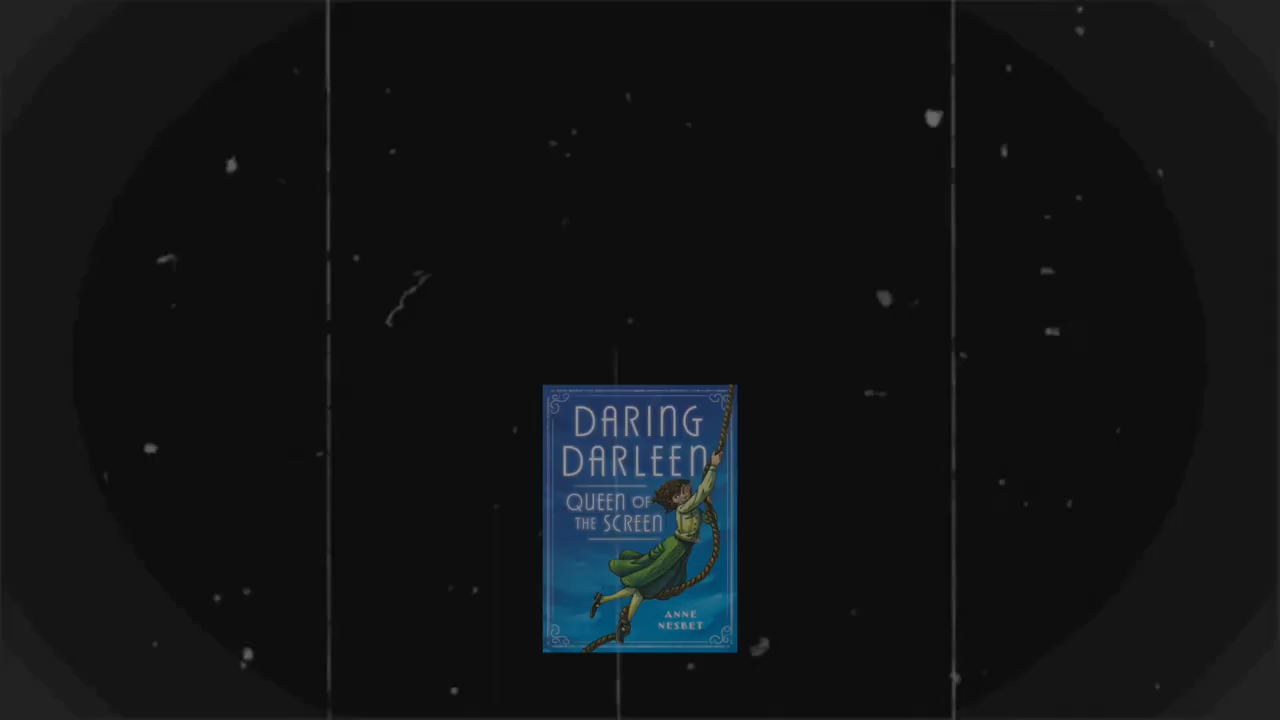 DARING
DARLEEN
QUEEN OF
THE SCREEN
ANNE
NESBET